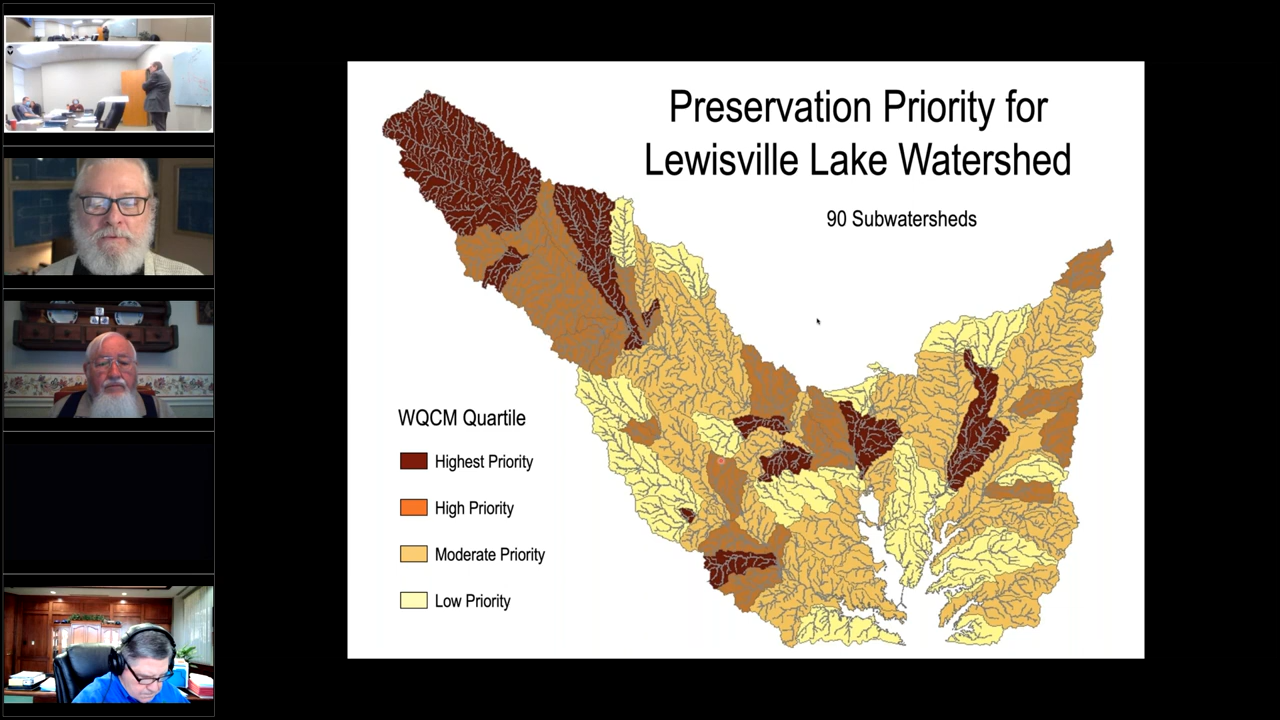 Preservation Priority for
Lewisville Lake Watershed
90 Subwatersheds
WQCM Quartile
Highest Priority
High Priority
Moderate Priority
Low Priority